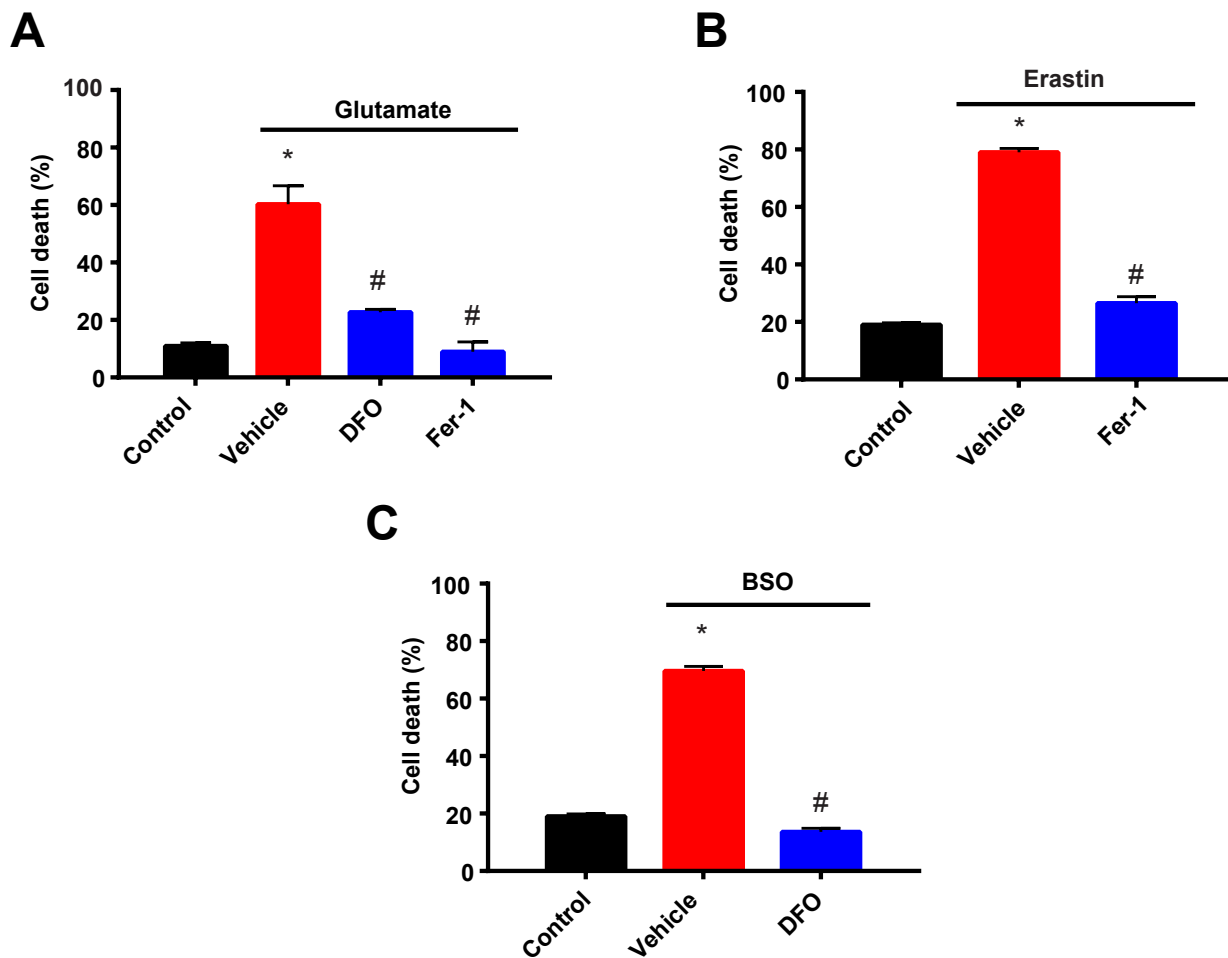 A
Cell death (%)
100
80
60
40
20
0
Glutamate
*
#
#
Control
Vehicle
DFO
Fer-1
B
Cell death (%)
100
80
60
40
20
0
Erastin
*
#
Control
Vehicle
Fer-1
C
Cell death (%)
100
80
60
40
20
0
BSO
*
#
Control
Vehicle
DFO